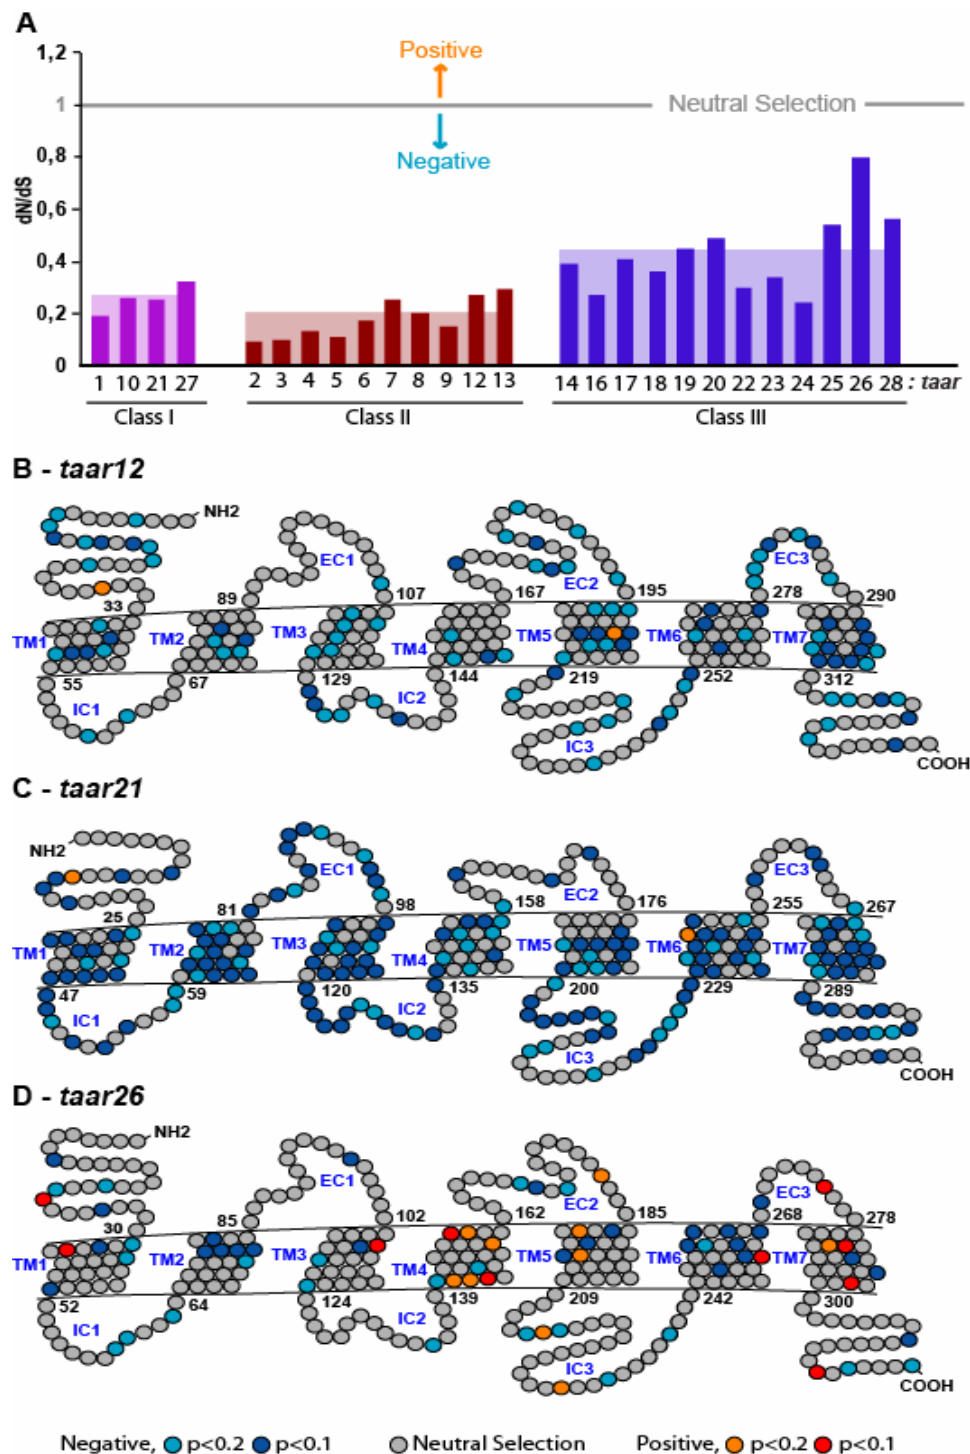 A
1,2
Positive
1
Neutral Selection
0,8
Negative
dN/dS
0,6
0,4
0,2
0
1 10 21 27 2 3 4 5 6 7 8 9 12 13 14 16 17 18 19 20 22 23 24 25 26 28 : taar
Class I Class II Class III
B - taar12
NH2
EC1 EC2 EC3
33 89 107 167 195 278 290
TM1 TM2 TM3 TM4 TM5 TM6 TM7
55 67 129 144 219 252 312
IC1 IC2 IC3
COOH
C - taar21
NH2
EC1 EC2 EC3
25 81 98 158 176 255 267
TM1 TM2 TM3 TM4 TM5 TM6 TM7
47 59 120 135 200 229 289
IC1 IC2 IC3
COOH
D - taar26
NH2
EC1 EC2 EC3
30 85 102 162 185 268 278
TM1 TM2 TM3 TM4 TM5 TM6 TM7
52 64 124 139 209 242 300
IC1 IC2 IC3
COOH
Negative, p<0.2 p<0.1 Neutral Selection Positive, p<0.2 p<0.1